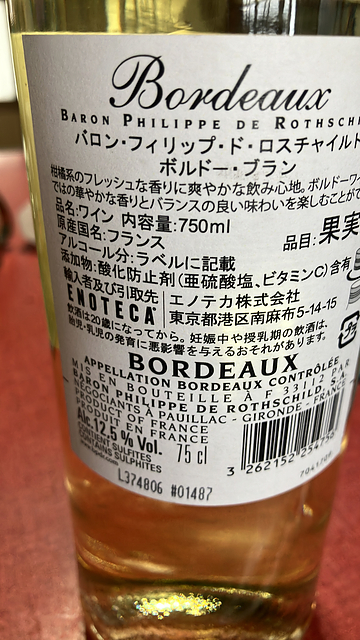 Bordeaux
BARON PHILIPPE DE ROTHSCHI
バロン・フィリップ・ド・ロスチャイルド
ボルドー・ブラン
柑橘系のフレッシュな香りに爽やかな飲み心地。ボルドーワ
ではの華やかな香りとバランスの良い味わいを楽しむことがで
品名:ワイン 内容量:750ml
原産国名:フランス
品目:果実
アルコール分:ラベルに記載
添加物:酸化防止剤(亜硫酸塩、ビタミンC)含有
輸入者及び引取先
ENOTECA
エノテカ株式会社
東京都港区南麻布5-14-15
飲酒は20歳になってから。妊娠中や授乳期の飲酒は、
胎児・乳児の発育に悪影響を与えるおそれがあります。
BORDEAUX
APPELLATION BORDEAUX CONTRÔLÉE
MIS EN BOUTEILLE À F 33112 PAR
BARON PHILIPPE DE ROTHSCHILD S.A.
NÉGOCIANTS À PAUILLAC - GIRONDE - FRANCE
PRODUCT OF FRANCE
PRODUIT EN FRANCE
Alc 12,5 % Vol.
75 cl
CONTIENT SULFITES
CONTAINS SULPHITES
L374806 #01487
3 262152